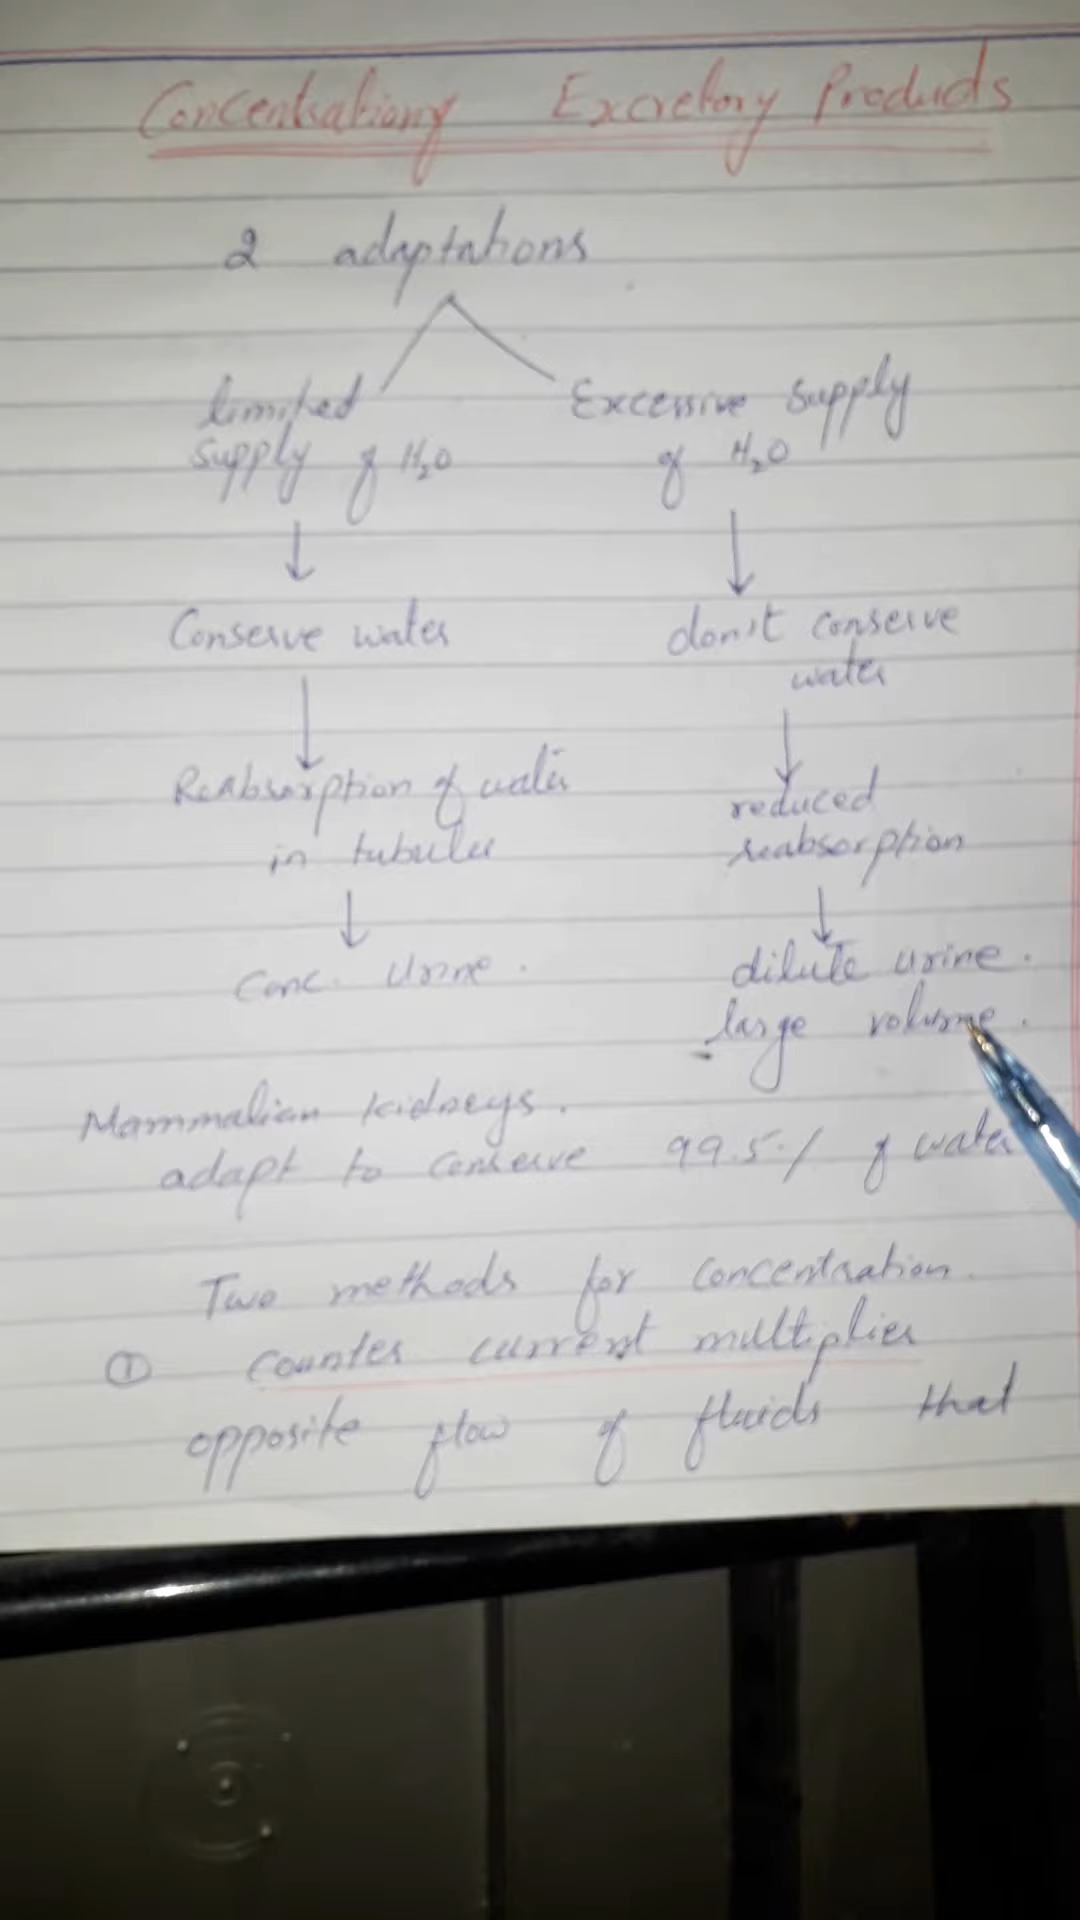 Concentration of Excretory Products
2 adaptations
limited
supply of H₂O
Excessive supply
of H₂O
Conserve water
don't conserve
water
Reabsorption of water
in tubules
reduced
reabsorption
Conc. Urine.
dilute urine.
large volume.
Mammalian kidneys.
adapt to conserve 99.5% of water
Two methods for concentration.
① counter current multiplier
opposite flow of fluids that